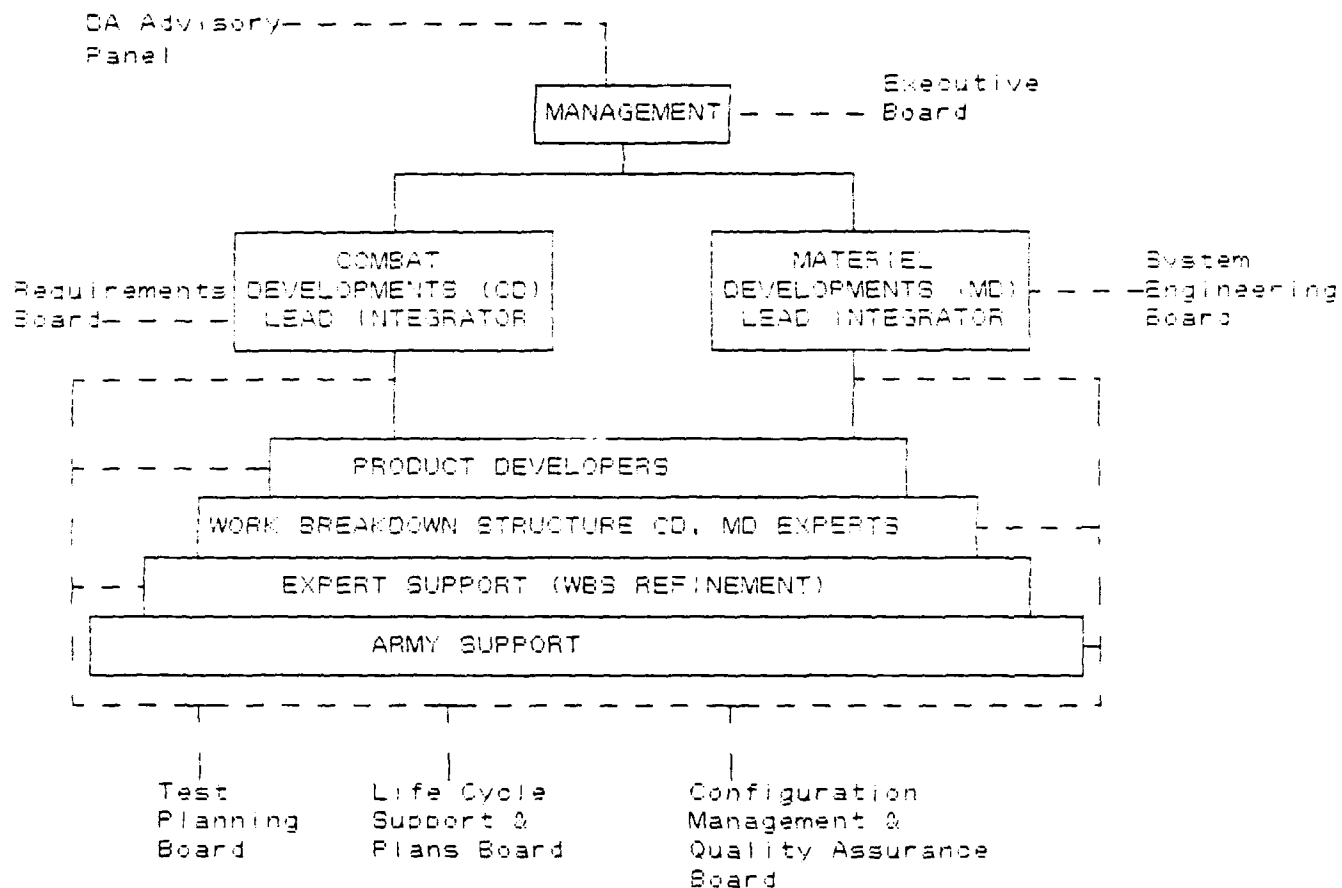 DA Advisory
Panel
Executive
Board
MANAGEMENT
COMBAT
DEVELOPMENTS (CD)
LEAD INTEGRATOR
MATERIEL
DEVELOPMENTS (MD)
LEAD INTEGRATOR
Requirements
Board
System
Engineering
Board
PRODUCT DEVELOPERS
WORK BREAKDOWN STRUCTURE CD, MD EXPERTS
EXPERT SUPPORT (WBS REFINEMENT)
ARMY SUPPORT
Test
Planning
Board
Life Cycle
Support &
Plans Board
Configuration
Management &
Quality Assurance
Board